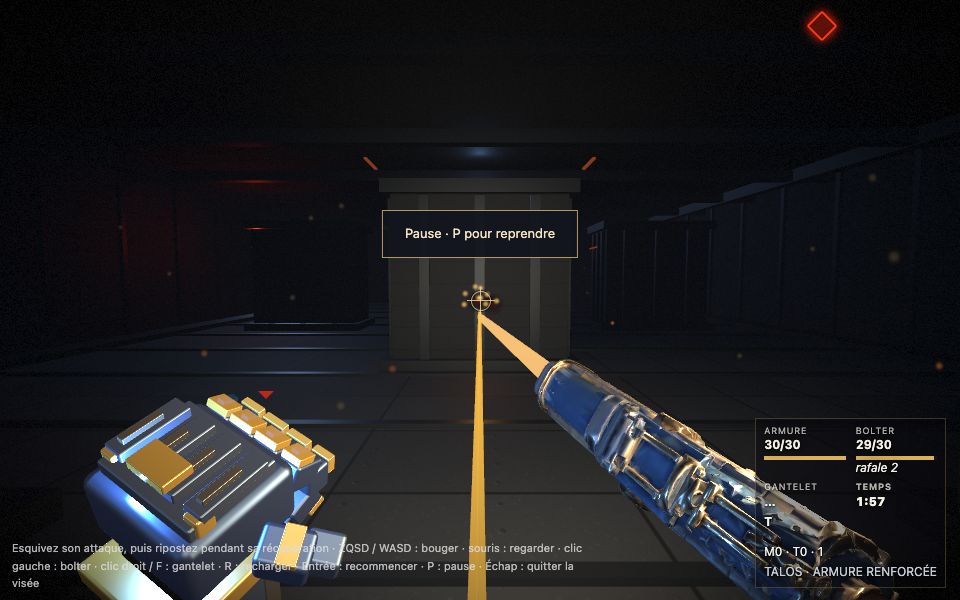 Pause · P pour reprendre
ARMURE
30/30
BOLTER
29/30
rafale 2
GANTELET
...
TEMPS
1:57
T
M0 · T0 · 1
TALOS · ARMURE RENFORCÉE
Esquivez son attaque, puis ripostez pendant sa récupération · ZQSD / WASD : bouger · souris : regarder · clic
gauche : bolter · clic droit / F : gantelet · R : recharger · Entrée : recommencer · P : pause · Échap : quitter la
visée